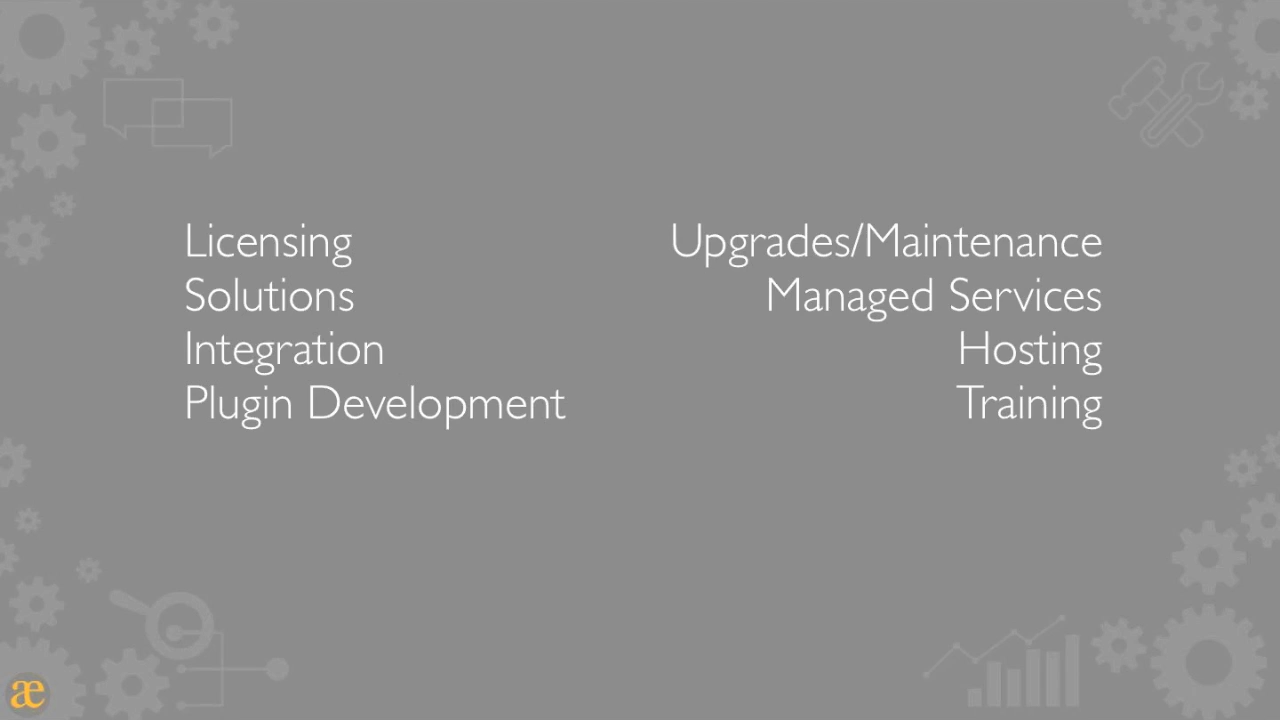 Licensing
Solutions
Integration
Plugin Development
Upgrades/Maintenance
Managed Services
Hosting
Training
æ